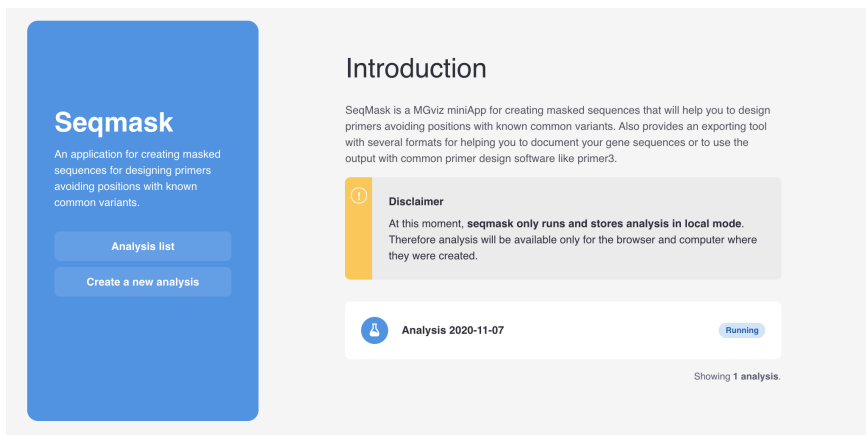 Seqmask
An application for creating masked
sequences for designing primers
avoiding positions with known
common variants.
Analysis list
Create a new analysis
Introduction
SeqMask is a MGviz miniApp for creating masked sequences that will help you to design
primers avoiding positions with known common variants. Also provides an exporting tool
with several formats for helping you to document your gene sequences or to use the
output with common primer design software like primer3.
Disclaimer
At this moment, seqmask only runs and stores analysis in local mode.
Therefore analysis will be available only for the browser and computer where
they were created.
Analysis 2020-11-07
Running
Showing 1 analysis.